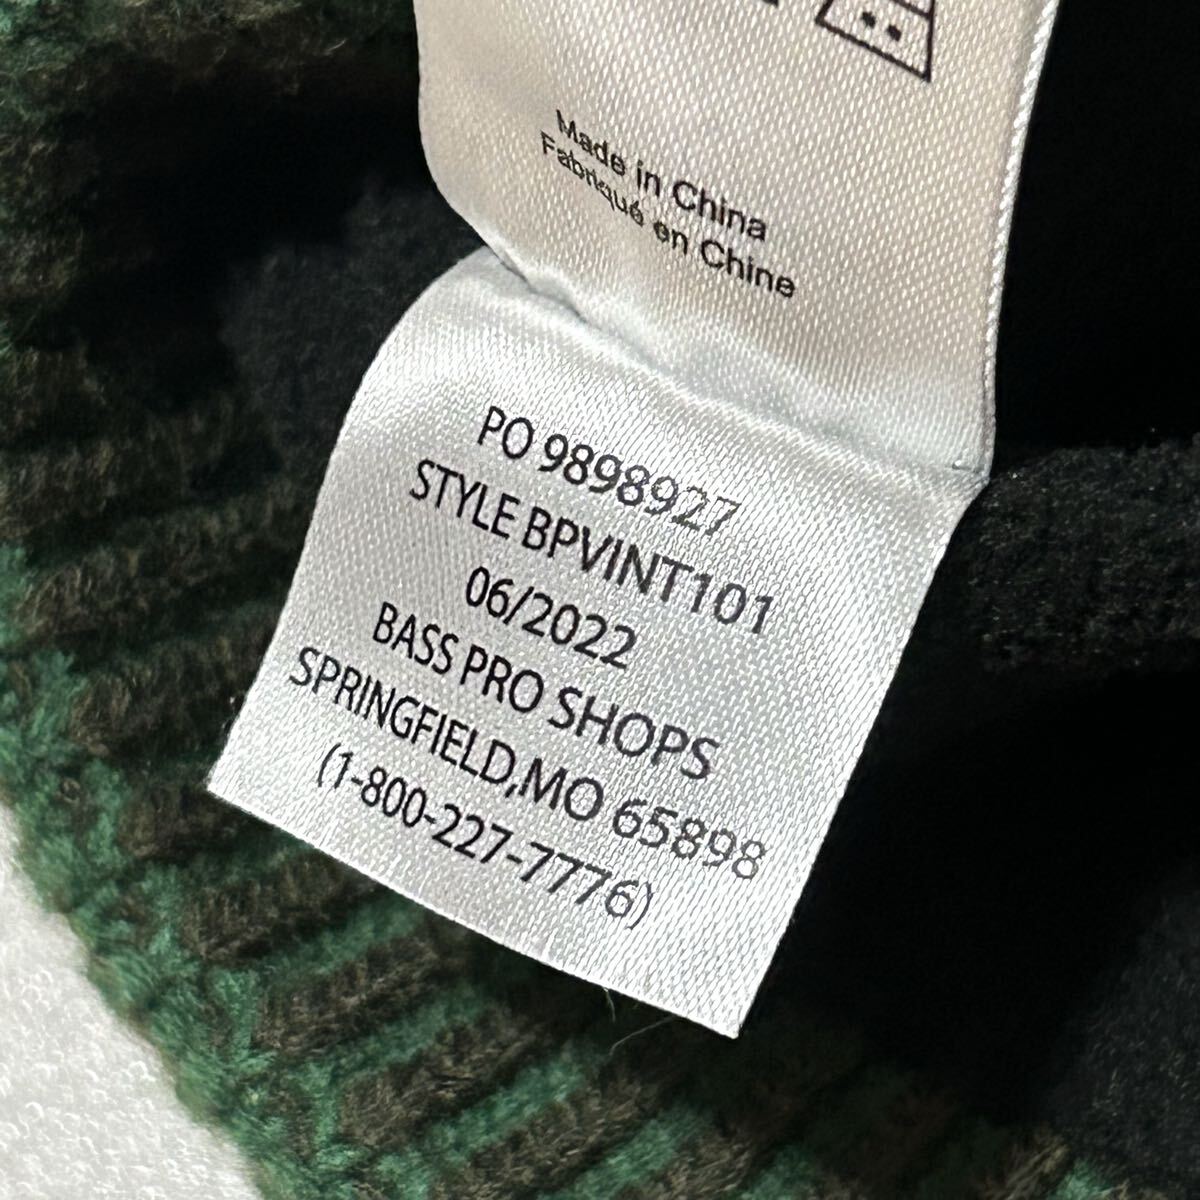 Made in China
Fabriqué en Chine
PO 9898927
STYLE BPVINT101
06/2022
BASS PRO SHOPS
SPRINGFIELD,MO 65898
(1-800-227-7776)